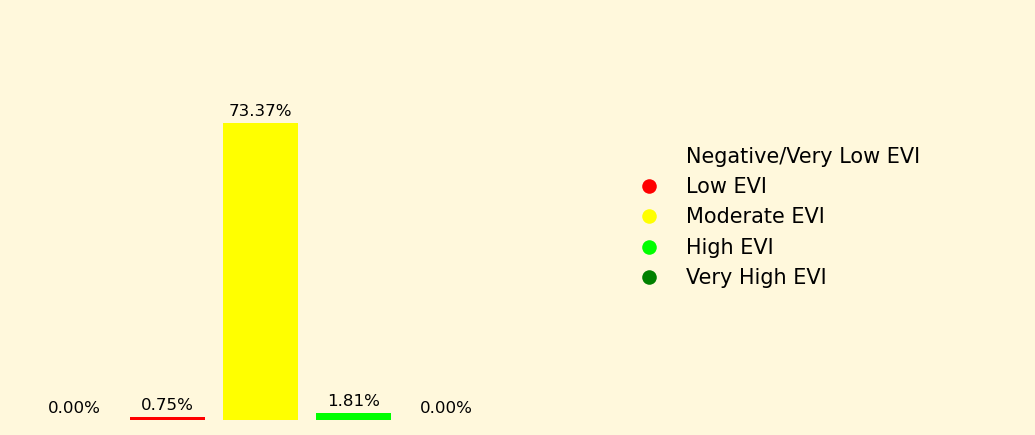 73.37%
0.00%
0.75%
1.81%
0.00%
Negative/Very Low EVI
Low EVI
Moderate EVI
High EVI
Very High EVI